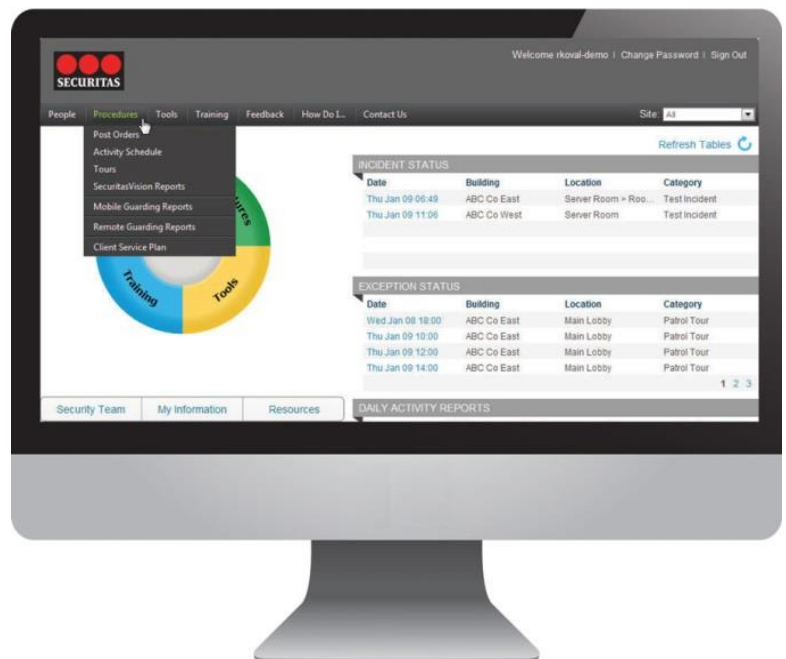 Welcome rkoval-demo | Change Password | Sign Out
SECURITAS
People Procedures Tools Training Feedback How Do I... Contact Us Site: All
Post Orders
Activity Schedule
Tours
SecuritasVision Reports
Mobile Guarding Reports
Remote Guarding Reports
Client Service Plan
Training
Tools
Security Team My Information Resources
Refresh Tables
INCIDENT STATUS
Date Building Location Category
Thu Jan 09 06:49 ABC Co East Server Room > Roo... Test Incident
Thu Jan 09 11:06 ABC Co West Server Room Test Incident
EXCEPTION STATUS
Date Building Location Category
Wed Jan 08 18:00 ABC Co East Main Lobby Patrol Tour
Thu Jan 09 10:00 ABC Co East Main Lobby Patrol Tour
Thu Jan 09 12:00 ABC Co East Main Lobby Patrol Tour
Thu Jan 09 14:00 ABC Co East Main Lobby Patrol Tour
1 2 3
DAILY ACTIVITY REPORTS